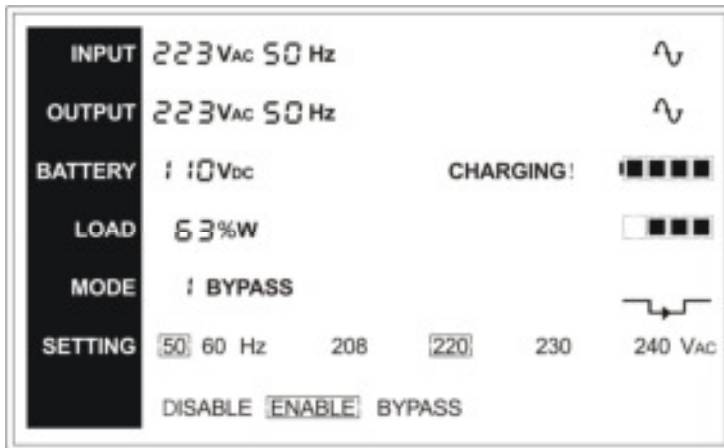 INPUT 223 VAC 50 Hz
OUTPUT 223 VAC 50 Hz
BATTERY 110 VDC CHARGING!
LOAD 63%W
MODE 1 BYPASS
SETTING 50 60 Hz 208 220 230 240 VAC
DISABLE ENABLE BYPASS